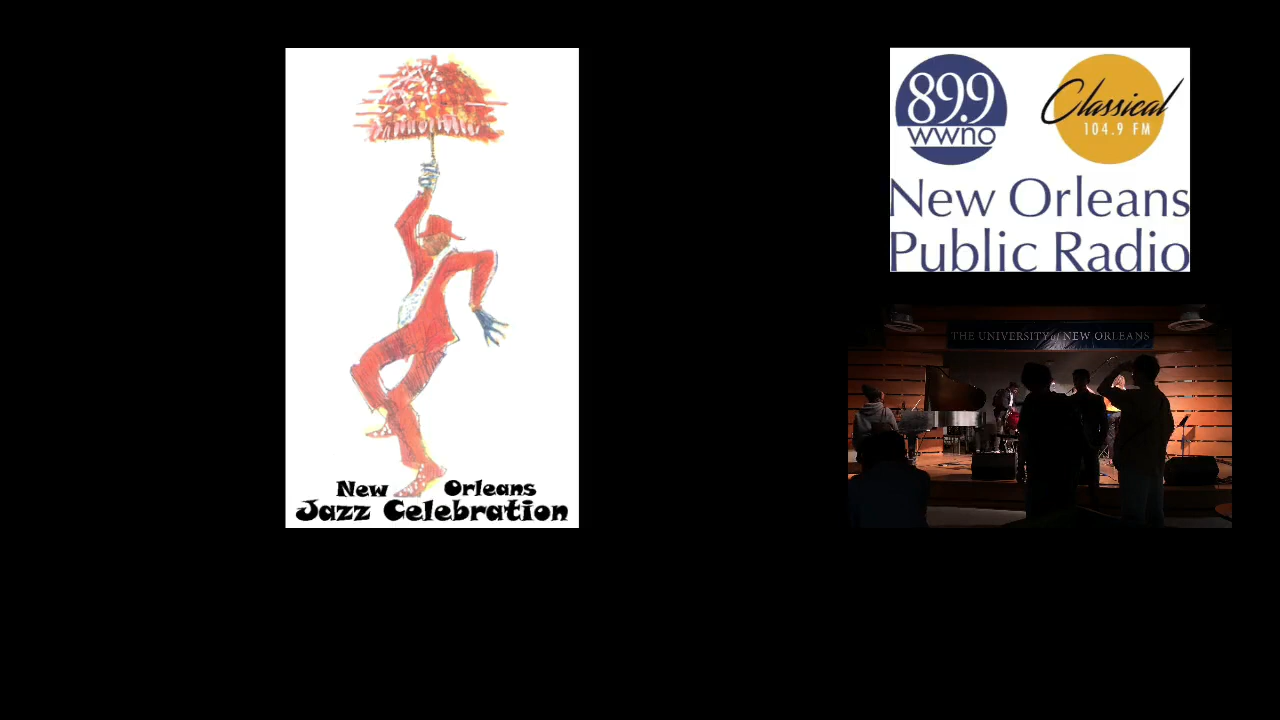 New Orleans
Jazz Celebration
89.9
wwno
Classical
104.9 FM
New Orleans
Public Radio
THE UNIVERSITY of NEW ORLEANS